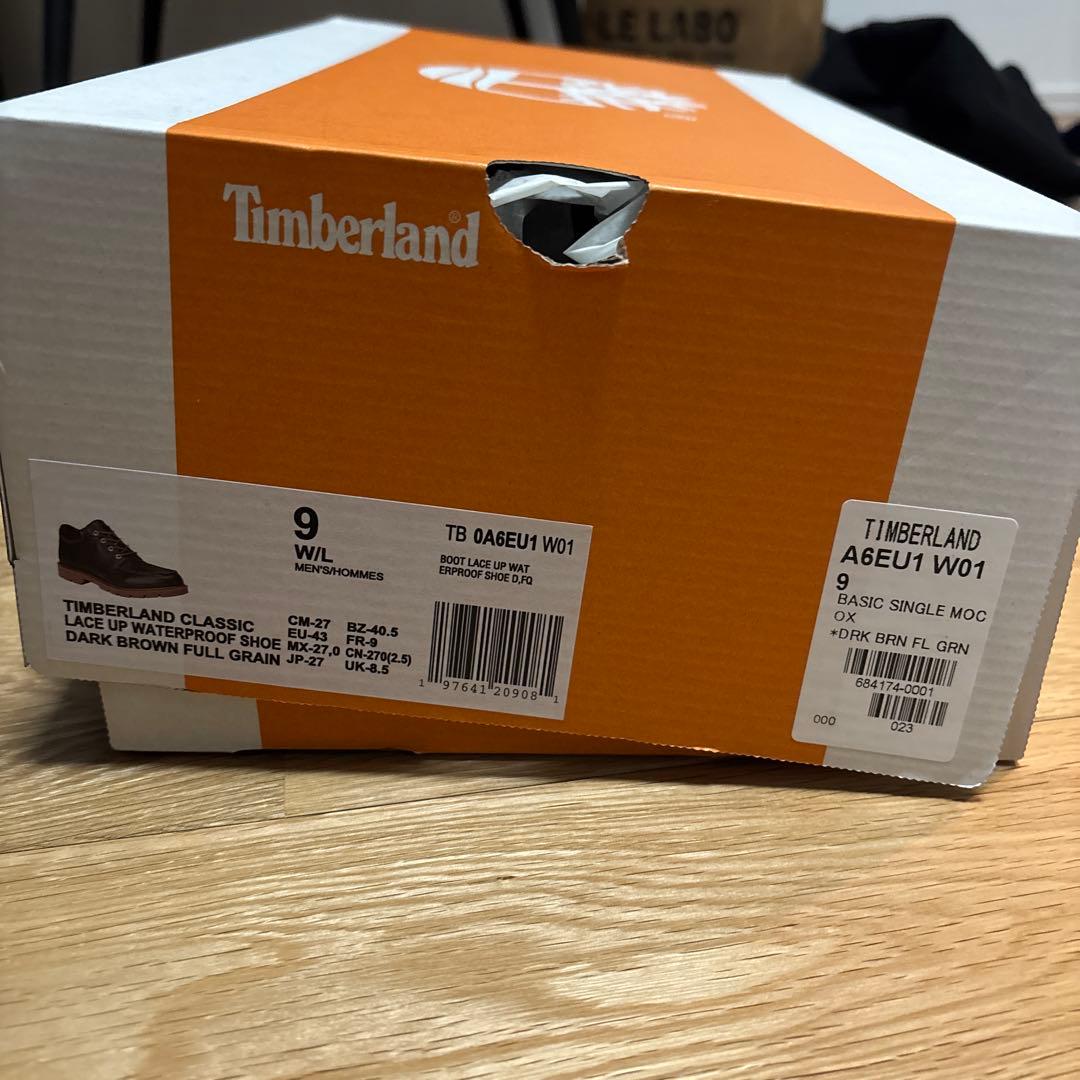 LE LABO
Timberland®
9
W/L
MEN'S/HOMMES
TB 0A6EU1 W01
BOOT LACE UP WAT
ERPROOF SHOE D,FQ
TIMBERLAND CLASSIC
LACE UP WATERPROOF SHOE
DARK BROWN FULL GRAIN
CM-27 BZ-40.5
EU-43 FR-9
MX-27,0 CN-270(2.5)
JP-27 UK-8.5
1 97641 20908 1
TIMBERLAND
A6EU1 W01
9
BASIC SINGLE MOC
OX
*DRK BRN FL GRN
684174-0001
000 023